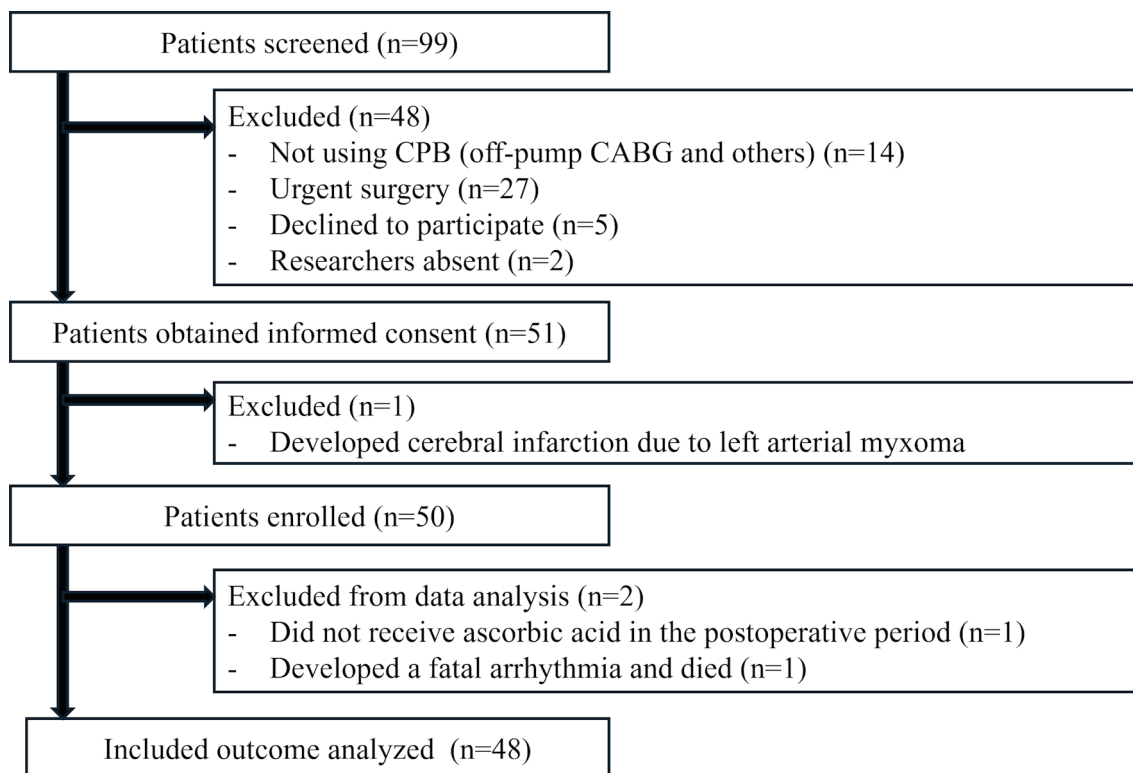 Patients screened (n=99)
Excluded (n=48)
- Not using CPB (off-pump CABG and others) (n=14)
- Urgent surgery (n=27)
- Declined to participate (n=5)
- Researchers absent (n=2)
Patients obtained informed consent (n=51)
Excluded (n=1)
- Developed cerebral infarction due to left arterial myxoma
Patients enrolled (n=50)
Excluded from data analysis (n=2)
- Did not receive ascorbic acid in the postoperative period (n=1)
- Developed a fatal arrhythmia and died (n=1)
Included outcome analyzed (n=48)